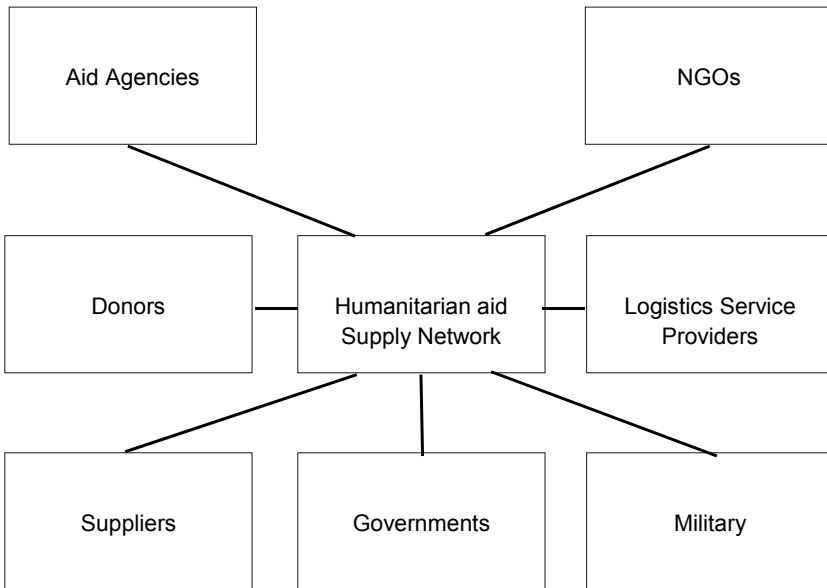 Aid Agencies
NGOs
Donors
Humanitarian aid
Supply Network
Logistics Service
Providers
Suppliers
Governments
Military